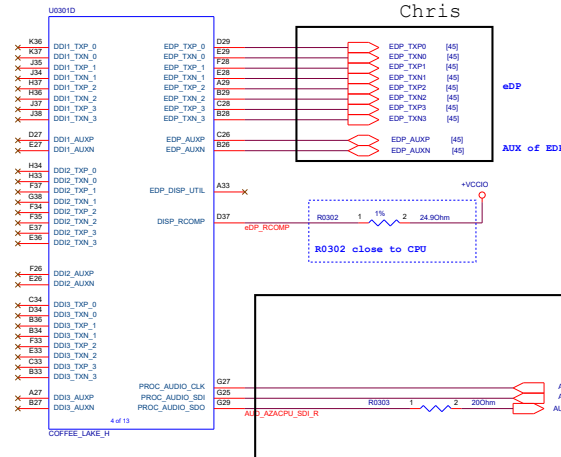 Chris
U0301D
K36 DDI1_TXP_0 EDP_TXP_0 D29 EDP_TXP0 [45]
K37 DDI1_TXN_0 EDP_TXN_0 E29 EDP_TXN0 [45]
J35 DDI1_TXP_1 EDP_TXP_1 F28 EDP_TXP1 [45]
J34 DDI1_TXN_1 EDP_TXN_1 E28 EDP_TXN1 [45]
H37 DDI1_TXP_2 EDP_TXP_2 A29 EDP_TXP2 [45]
H36 DDI1_TXN_2 EDP_TXN_2 B29 EDP_TXN2 [45]
J37 DDI1_TXP_3 EDP_TXP_3 C28 EDP_TXP3 [45]
J38 DDI1_TXN_3 EDP_TXN_3 B28 EDP_TXN3 [45]
eDP
D27 DDI1_AUXP EDP_AUXP C26 EDP_AUXP [45]
E27 DDI1_AUXN EDP_AUXN B26 EDP_AUXN [45]
AUX of EDP
H34 DDI2_TXP_0
H33 DDI2_TXN_0
F37 DDI2_TXP_1 EDP_DISP_UTIL A33
G38 DDI2_TXN_1
F34 DDI2_TXP_2
F35 DDI2_TXN_2 DISP_RCOMP D37
E37 DDI2_TXP_3
E36 DDI2_TXN_3
eDP_RCOMP
+VCCIO
R0302 1 1% 2 24.9Ohm
R0302 close to CPU
F26 DDI2_AUXP
E26 DDI2_AUXN
C34 DDI3_TXP_0
D34 DDI3_TXN_0
B36 DDI3_TXP_1
B34 DDI3_TXN_1
F33 DDI3_TXP_2
E33 DDI3_TXN_2
C33 DDI3_TXP_3
B33 DDI3_TXN_3
PROC_AUDIO_CLK G27
A27 DDI3_AUXP PROC_AUDIO_SDI G25
B27 DDI3_AUXN PROC_AUDIO_SDO G29
AUD_AZACPU_SDI_R
R0303 1 2 20Ohm
4 of 13
COFFEE_LAKE_H